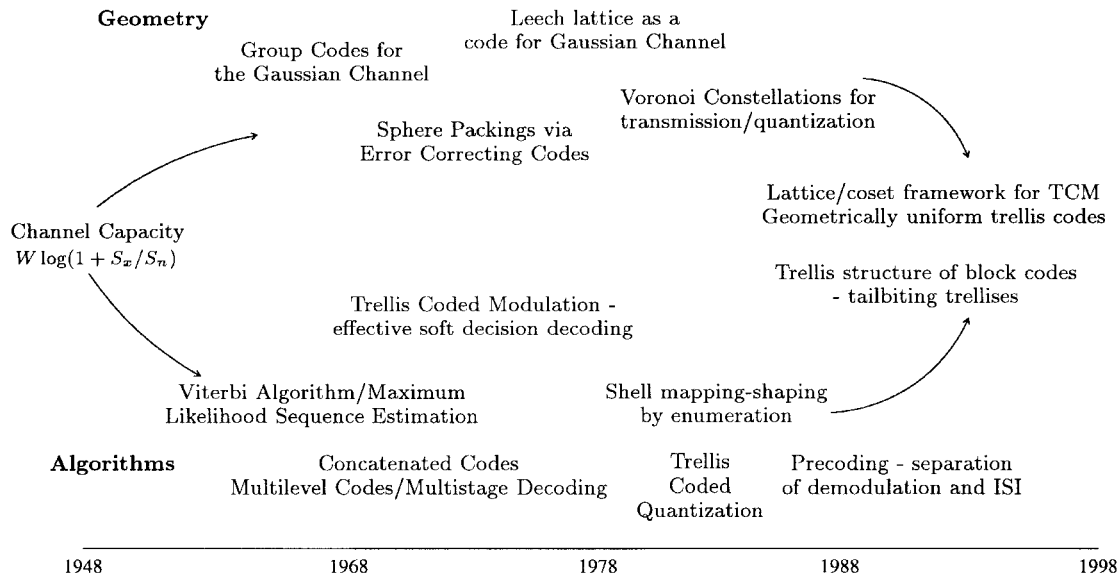 Geometry
Leech lattice as a
code for Gaussian Channel
Group Codes for
the Gaussian Channel
Voronoi Constellations for
transmission/quantization
Sphere Packings via
Error Correcting Codes
Lattice/coset framework for TCM
Geometrically uniform trellis codes
Channel Capacity
W log(1 + Sₓ/Sₙ)
Trellis structure of block codes
- tailbiting trellises
Trellis Coded Modulation -
effective soft decision decoding
Viterbi Algorithm/Maximum
Likelihood Sequence Estimation
Shell mapping-shaping
by enumeration
Algorithms
Concatenated Codes
Multilevel Codes/Multistage Decoding
Trellis
Coded
Quantization
Precoding - separation
of demodulation and ISI
1948 1968 1978 1988 1998